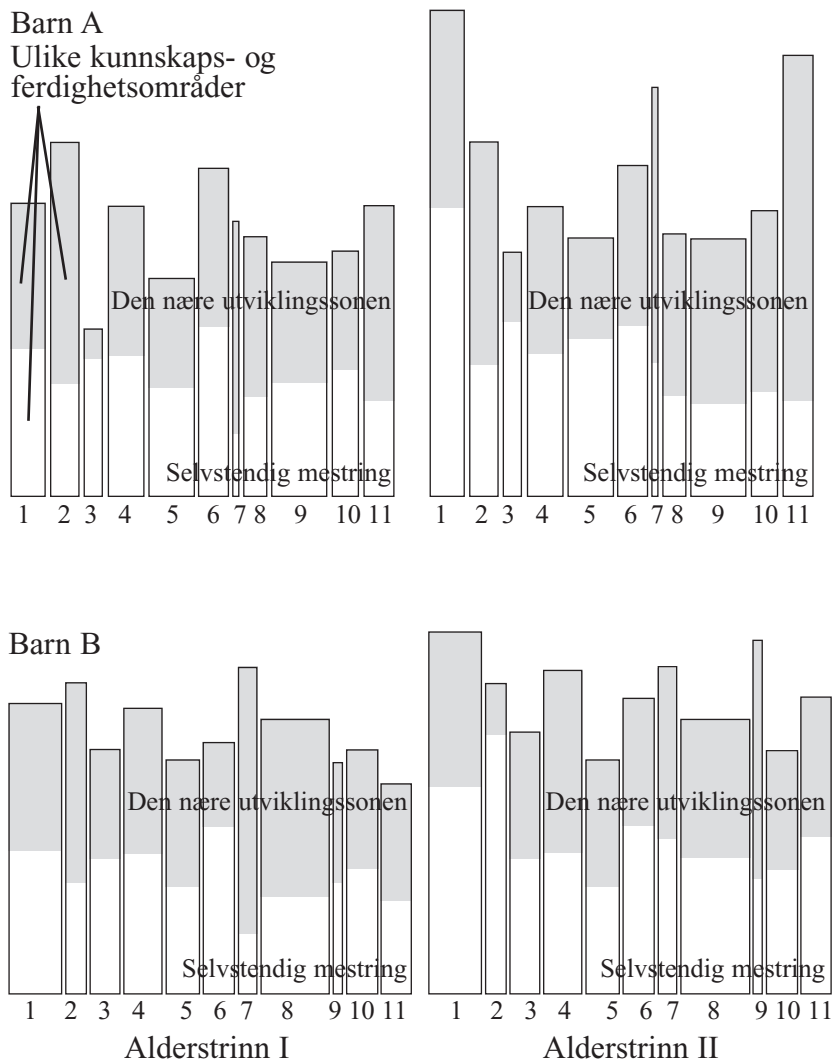 Barn A
Ulike kunnskaps- og
ferdighetsområder
Den nære utviklingssonen
Den nære utviklingssonen
Selvstendig mestring
Selvstendig mestring
1 2 3 4 5 6 7 8 9 10 11
1 2 3 4 5 6 7 8 9 10 11
Barn B
Den nære utviklingssonen
Den nære utviklingssonen
Selvstendig mestring
Selvstendig mestring
1 2 3 4 5 6 7 8 9 10 11
1 2 3 4 5 6 7 8 9 10 11
Alderstrinn I
Alderstrinn II